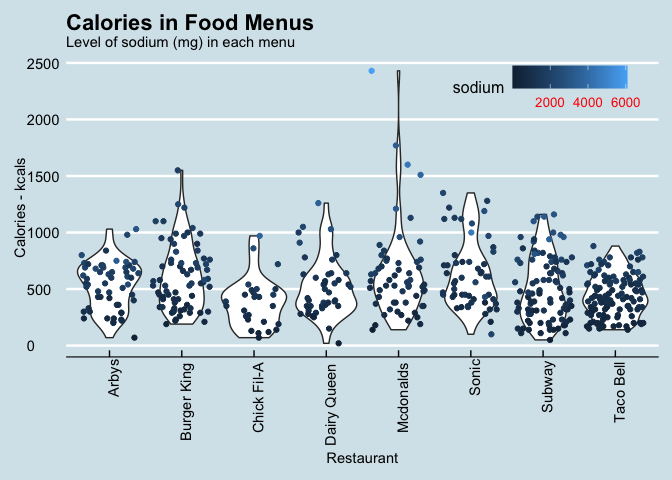 Calories in Food Menus
Level of sodium (mg) in each menu
sodium
2000 4000 6000
Calories - kcals
2500
2000
1500
1000
500
0
Arbys
Burger King
Chick Fil-A
Dairy Queen
Mcdonalds
Sonic
Subway
Taco Bell
Restaurant